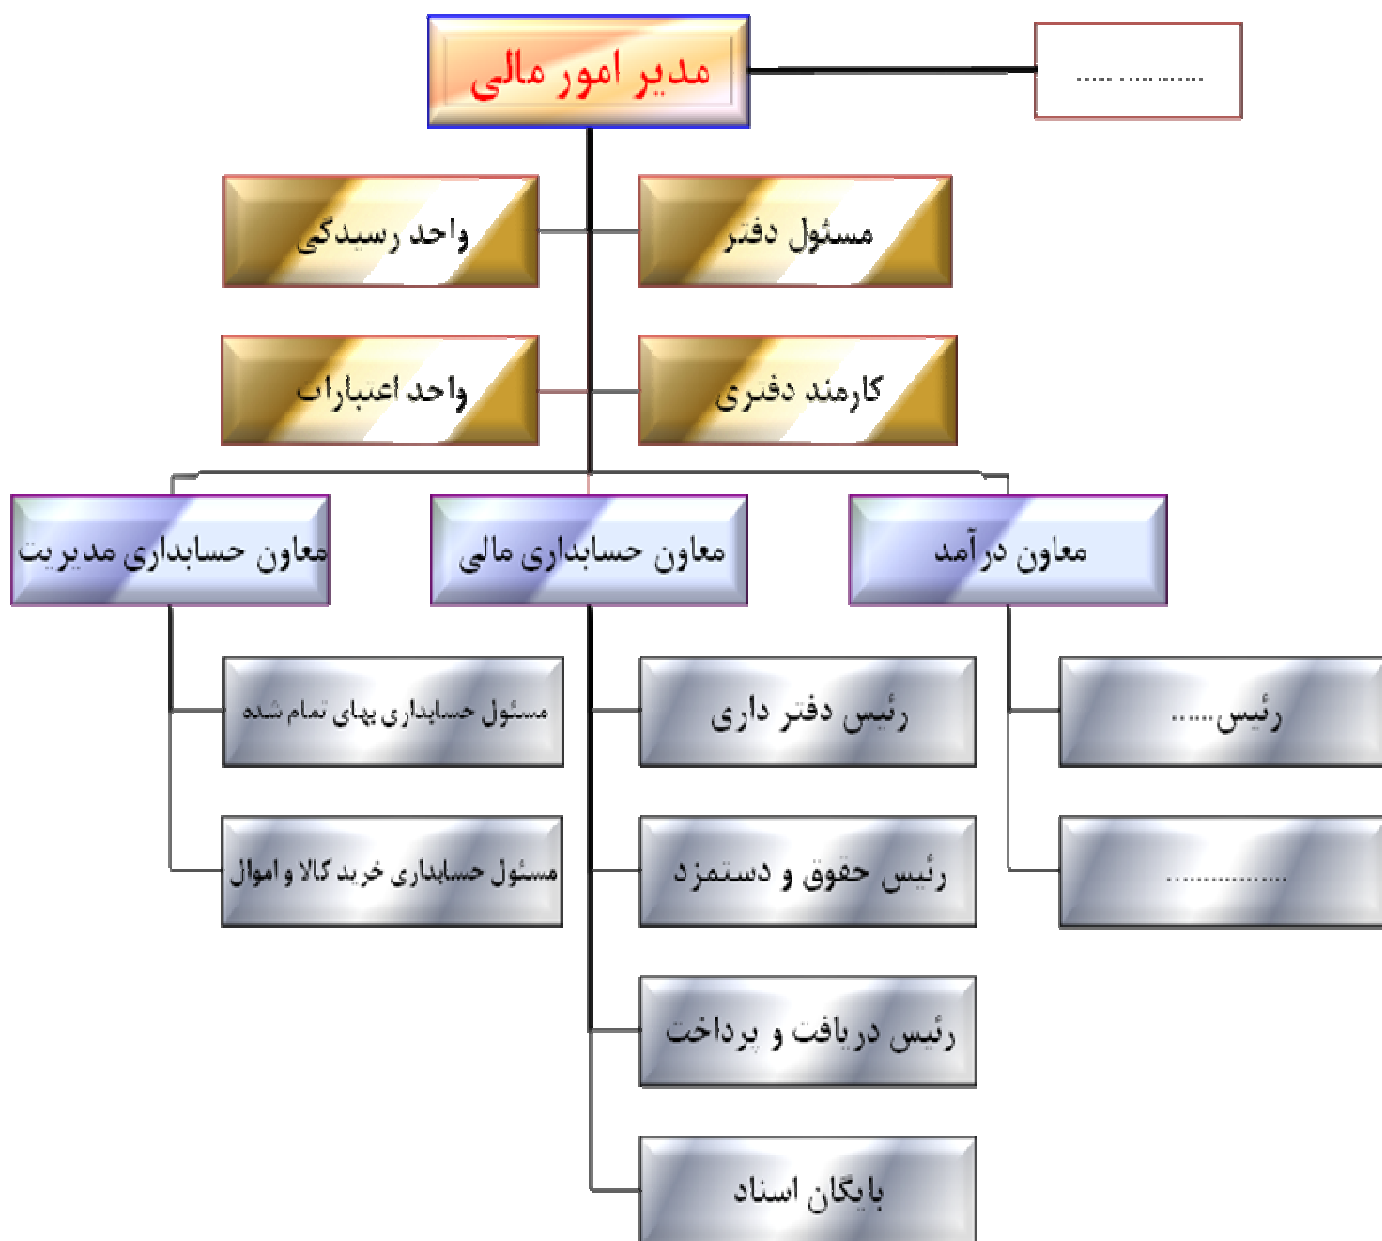 مدیر امور مالی
..... ............
مسئول دفتر
واحد رسیدگی
کارمند دفتری
واحد اعتبارات
معاون درآمد
معاون حسابداری مالی
معاون حسابداری مدیریت
رئیس......
رئیس دفتر داری
مسئول حسابداری بهای تمام شده
.................
رئیس حقوق و دستمزد
مسئول حسابداری خرید کالا و اموال
رئیس دریافت و پرداخت
بایگان اسناد